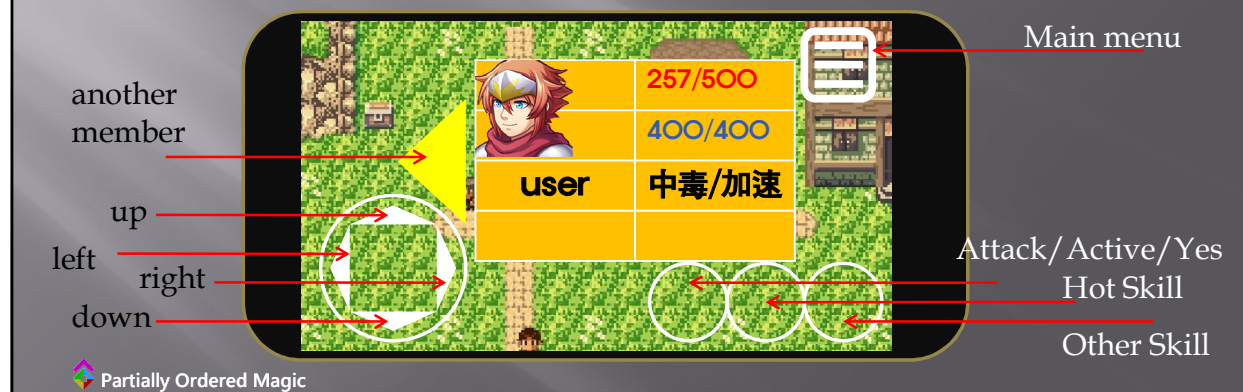 Main menu
another
member
257/500
400/400
user
中毒/加速
up
left
right
down
Attack/Active/Yes
Hot Skill
Other Skill
Partially Ordered Magic